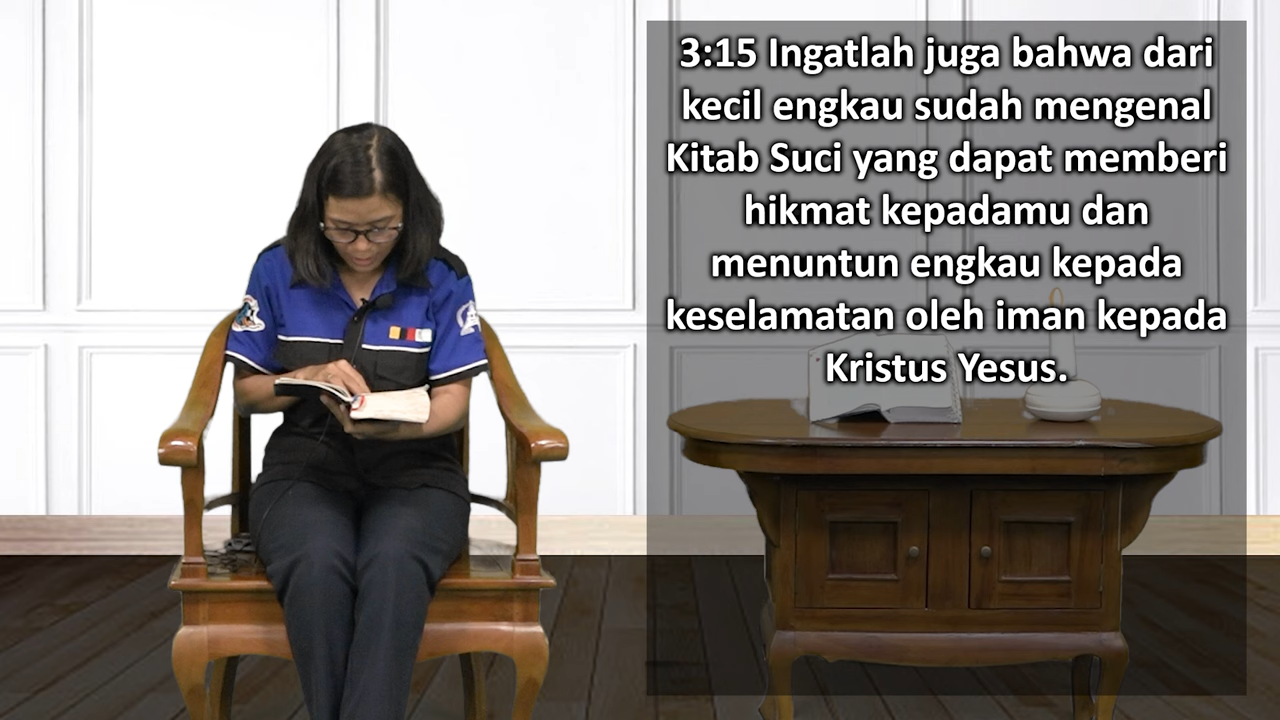 3:15 Ingatlah juga bahwa dari
kecil engkau sudah mengenal
Kitab Suci yang dapat memberi
hikmat kepadamu dan
menuntun engkau kepada
keselamatan oleh iman kepada
Kristus Yesus.